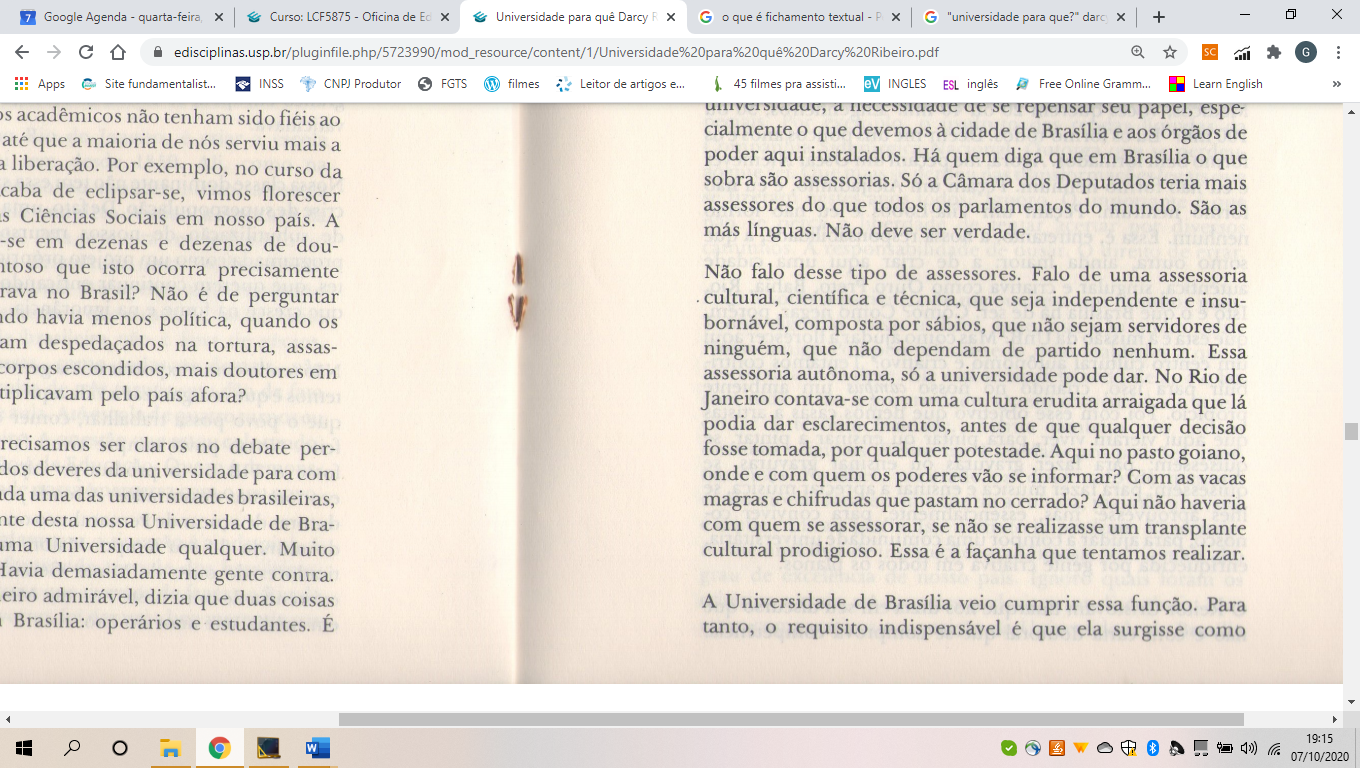 Google Agenda - quarta-feira,
Curso: LCF5875 - Oficina de Ed
Universidade para quê Darcy R
o que é fichamento textual - P
"universidade para que?" darcy
edisciplinas.usp.br/pluginfile.php/5723990/mod_resource/content/1/Universidade%20para%20quê%20Darcy%20Ribeiro.pdf
SC
G
Apps
Site fundamentalist...
INSS
CNPJ Produtor
FGTS
filmes
Leitor de artigos e...
45 filmes pra assisti...
eV INGLES
ESL inglês
Free Online Gramm...
Learn English
»
os acadêmicos não tenham sido fiéis ao
até que a maioria de nós serviu mais a
a liberação. Por exemplo, no curso da
caba de eclipsar-se, vimos florescer
as Ciências Sociais em nosso país. A
-se em dezenas e dezenas de dou-
ntoso que isto ocorra precisamente
rava no Brasil? Não é de perguntar
ndo havia menos política, quando os
am despedaçados na tortura, assas-
corpos escondidos, mais doutores em
tiplicavam pelo país afora?
recisamos ser claros no debate per-
dos deveres da universidade para com
ada uma das universidades brasileiras,
nte desta nossa Universidade de Bra-
uma Universidade qualquer. Muito
Havia demasiadamente gente contra.
eiro admirável, dizia que duas coisas
Brasília: operários e estudantes. É
universidade, a necessidade de se repensar seu papel, espe-
cialmente o que devemos à cidade de Brasília e aos órgãos de
poder aqui instalados. Há quem diga que em Brasília o que
sobra são assessorias. Só a Câmara dos Deputados teria mais
assessores do que todos os parlamentos do mundo. São as
más línguas. Não deve ser verdade.
Não falo desse tipo de assessores. Falo de uma assessoria
cultural, científica e técnica, que seja independente e insu-
bornável, composta por sábios, que não sejam servidores de
ninguém, que não dependam de partido nenhum. Essa
assessoria autônoma, só a universidade pode dar. No Rio de
Janeiro contava-se com uma cultura erudita arraigada que lá
podia dar esclarecimentos, antes de que qualquer decisão
fosse tomada, por qualquer potestade. Aqui no pasto goiano,
onde e com quem os poderes vão se informar? Com as vacas
magras e chifrudas que pastam no cerrado? Aqui não haveria
com quem se assessorar, se não se realizasse um transplante
cultural prodigioso. Essa é a façanha que tentamos realizar.
A Universidade de Brasília veio cumprir essa função. Para
tanto, o requisito indispensável é que ela surgisse como
19:15
07/10/2020